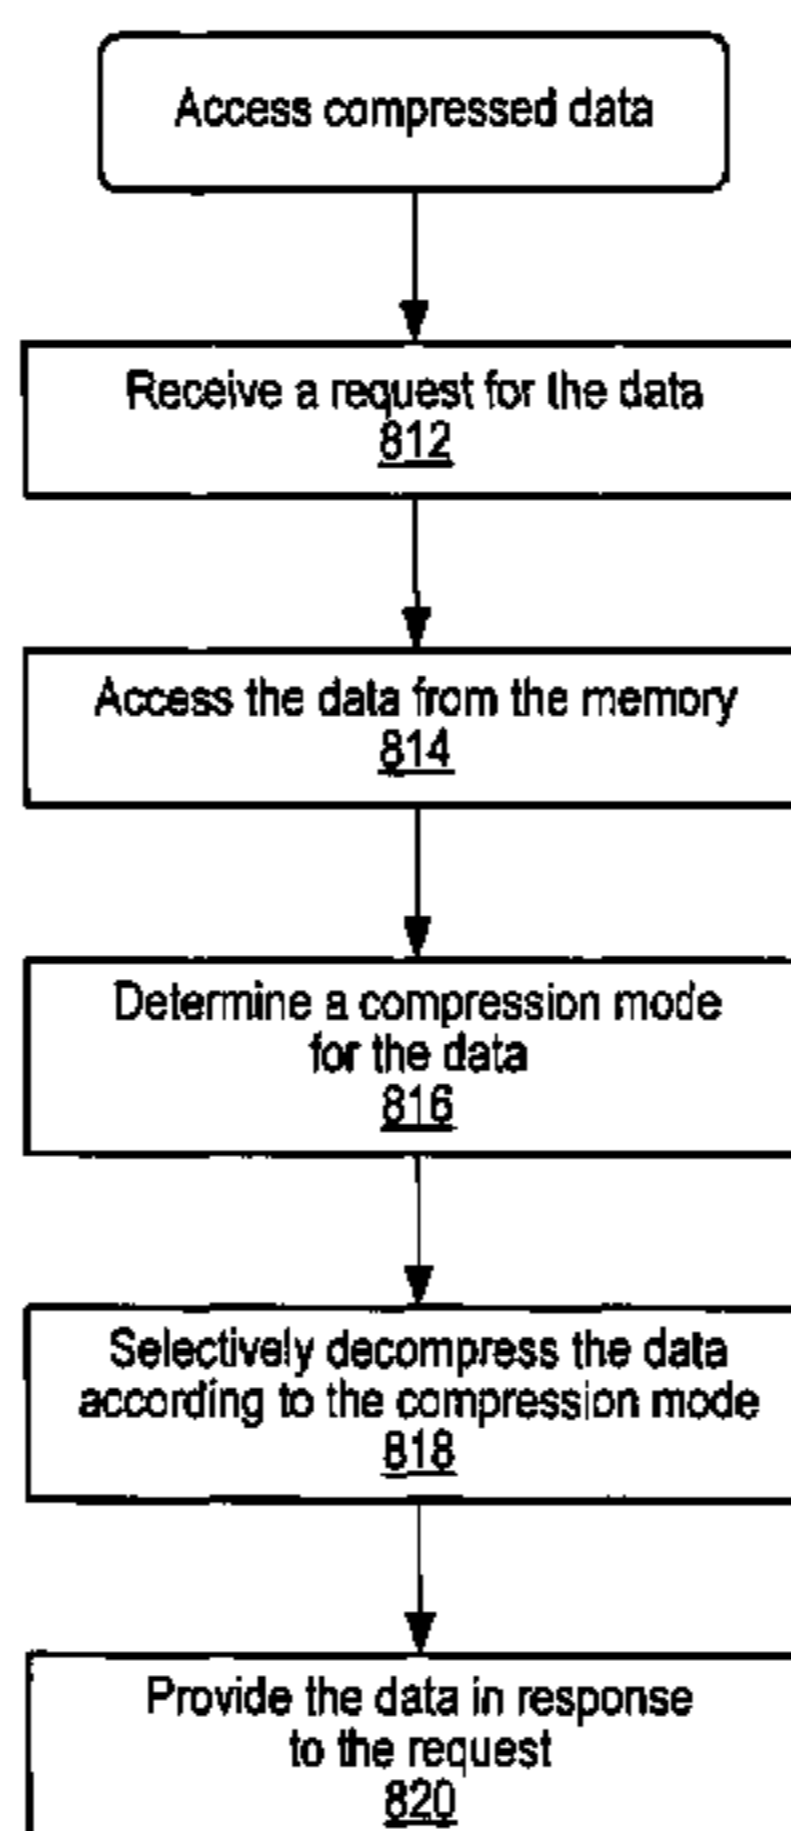 Access compressed data
Receive a request for the data
812
Access the data from the memory
814
Determine a compression mode
for the data
816
Selectively decompress the data
according to the compression mode
818
Provide the data in response
to the request
820